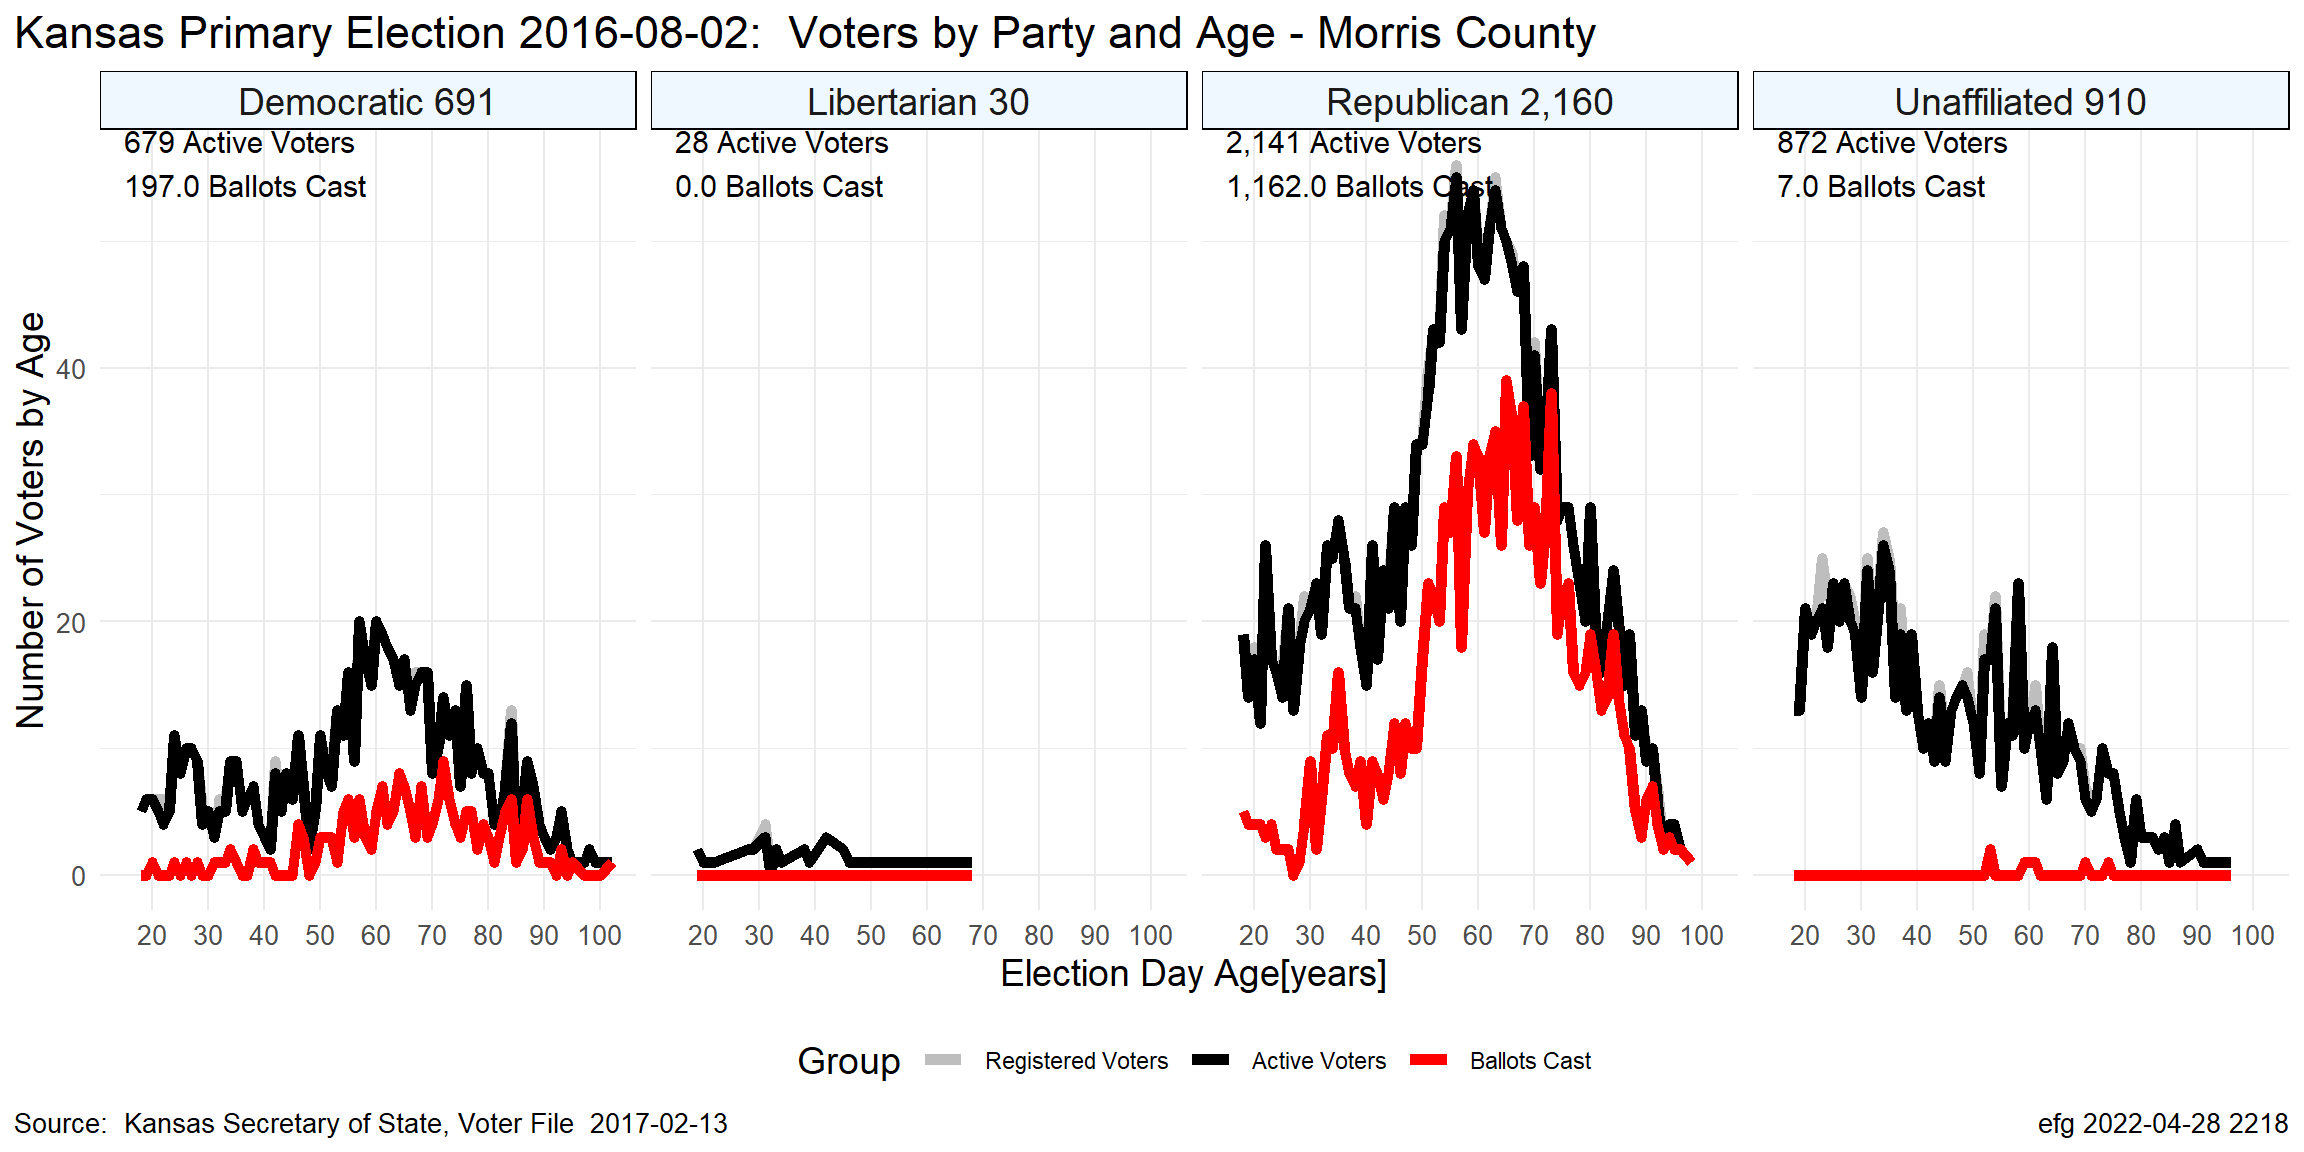 Kansas Primary Election 2016-08-02:  Voters by Party and Age - Morris County
Democratic 691
Libertarian 30
Republican 2,160
Unaffiliated 910
679 Active Voters
197.0 Ballots Cast
28 Active Voters
0.0 Ballots Cast
2,141 Active Voters
1,162.0 Ballots Cast
872 Active Voters
7.0 Ballots Cast
Number of Voters by Age
40
20
0
20 30 40 50 60 70 80 90 100
20 30 40 50 60 70 80 90 100
20 30 40 50 60 70 80 90 100
20 30 40 50 60 70 80 90 100
Election Day Age[years]
Group Registered Voters Active Voters Ballots Cast
Source:  Kansas Secretary of State, Voter File  2017-02-13
efg 2022-04-28 2218